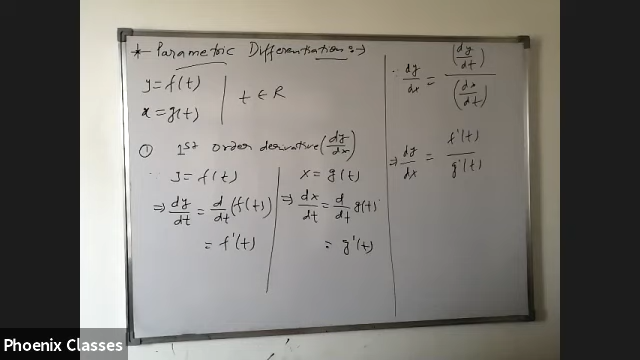 * Parametric Differentiation :→
y = f(t)
x = g(t)
t ∈ R
① 1st order derivative (dy/dx)
y = f(t)
⇒ dy/dt = d/dt (f(t))
= f'(t)
x = g(t)
⇒ dx/dt = d/dt g(t)
= g'(t)
∴ dy/dx = (dy/dt) / (dx/dt)
⇒ dy/dx = f'(t) / g'(t)
Phoenix Classes